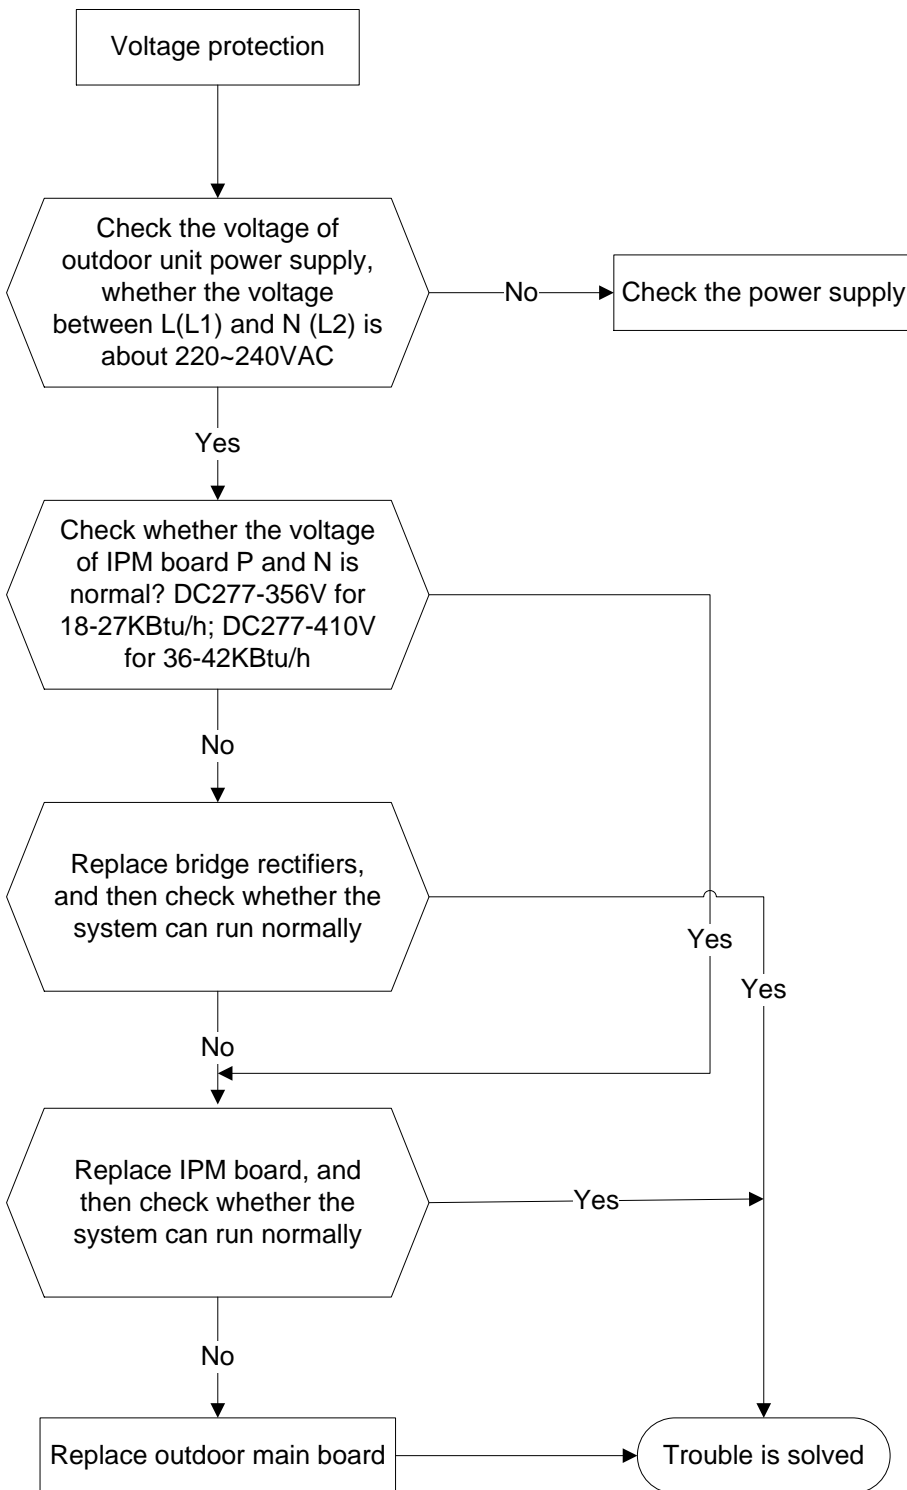 Voltage protection
Check the voltage of
outdoor unit power supply,
whether the voltage
between L(L1) and N (L2) is
about 220~240VAC
No
Check the power supply
Yes
Check whether the voltage
of IPM board P and N is
normal? DC277-356V for
18-27KBtu/h; DC277-410V
for 36-42KBtu/h
No
Replace bridge rectifiers,
and then check whether the
system can run normally
Yes
Yes
No
Replace IPM board, and
then check whether the
system can run normally
Yes
No
Replace outdoor main board
Trouble is solved